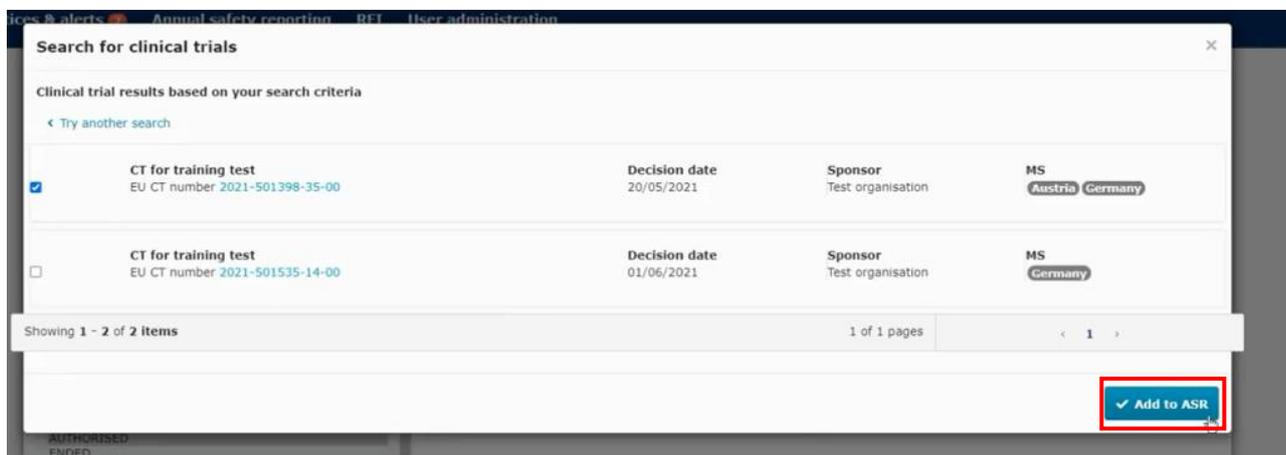 ices & alerts Annual safety reporting RFI User administration
Search for clinical trials ×
Clinical trial results based on your search criteria
‹ Try another search
CT for training test Decision date Sponsor MS
EU CT number 2021-501398-35-00 20/05/2021 Test organisation Austria Germany
CT for training test Decision date Sponsor MS
EU CT number 2021-501535-14-00 01/06/2021 Test organisation Germany
Showing 1 - 2 of 2 items 1 of 1 pages ‹ 1 ›
✓ Add to ASR
AUTHORISED
ENDED